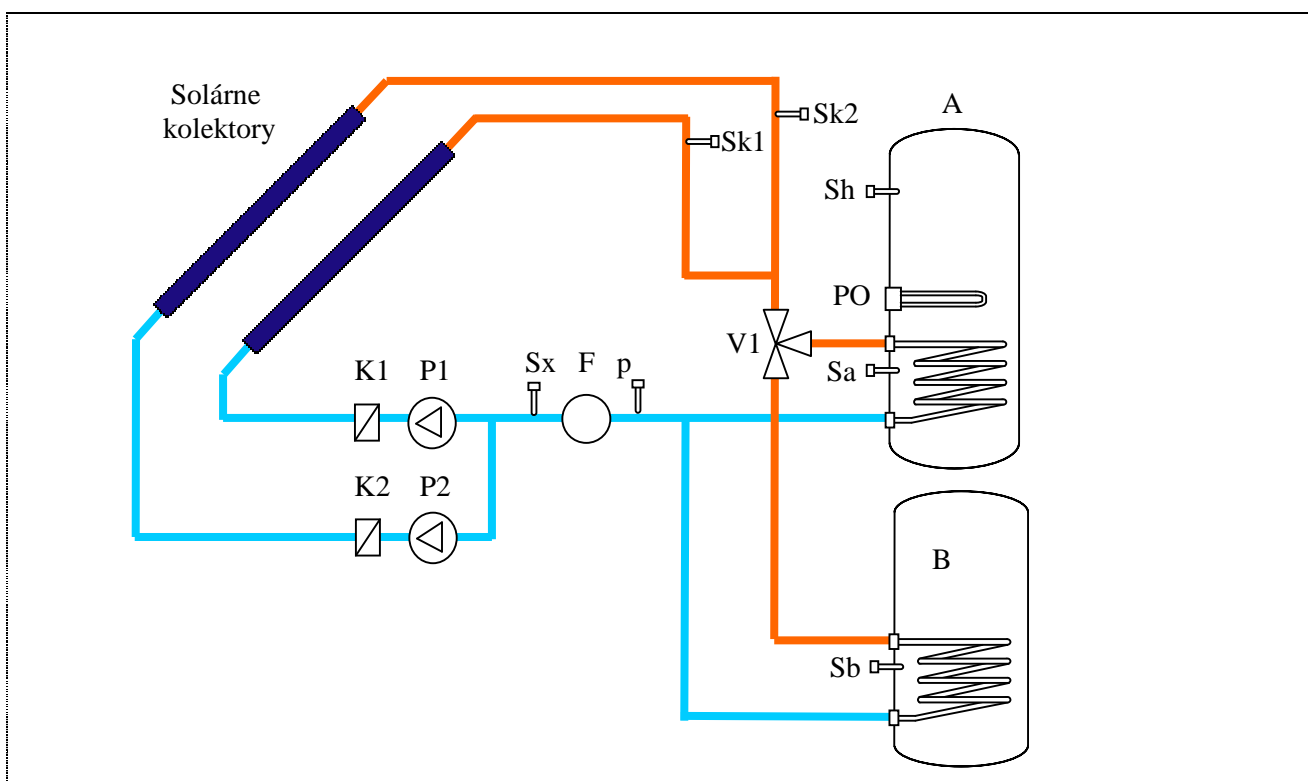 Solárne
kolektory
Sk2
A
Sk1
Sh
PO
V1
Sx F p
Sa
K1 P1
K2 P2
B
Sb